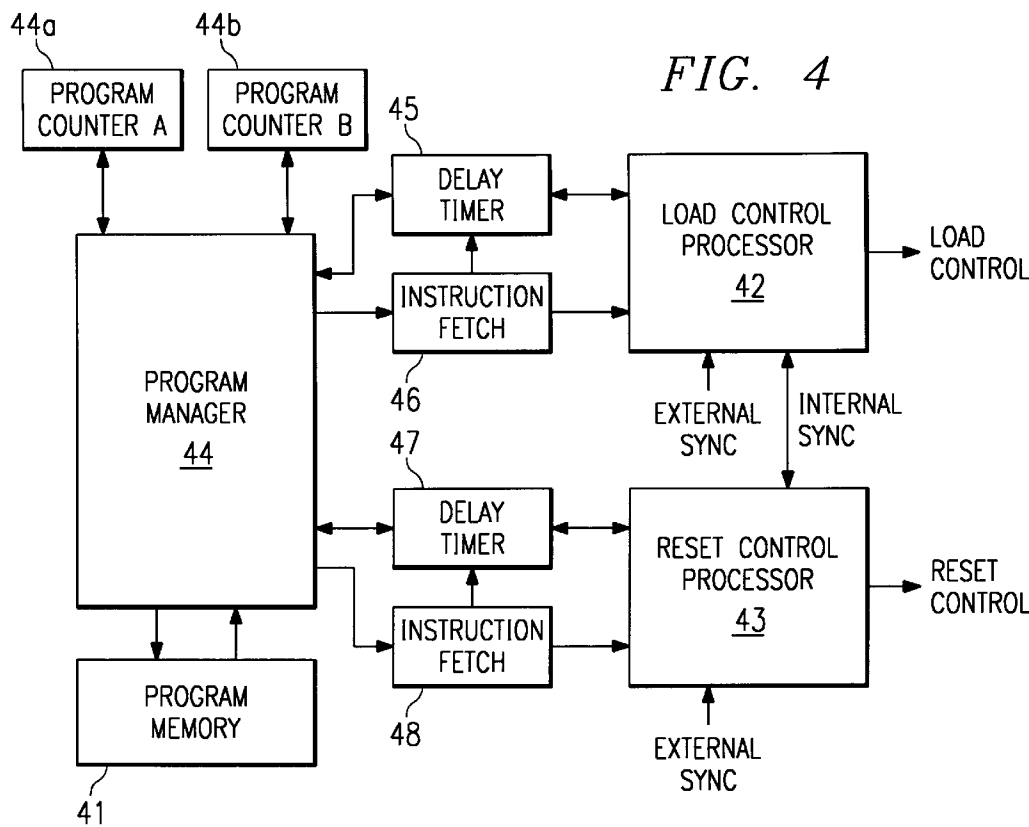 44a
44b
FIG. 4
PROGRAM
COUNTER A
PROGRAM
COUNTER B
45
DELAY
TIMER
LOAD CONTROL
PROCESSOR
42
LOAD
CONTROL
INSTRUCTION
FETCH
46
PROGRAM
MANAGER
44
EXTERNAL
SYNC
INTERNAL
SYNC
47
DELAY
TIMER
RESET CONTROL
PROCESSOR
43
RESET
CONTROL
INSTRUCTION
FETCH
48
PROGRAM
MEMORY
41
EXTERNAL
SYNC